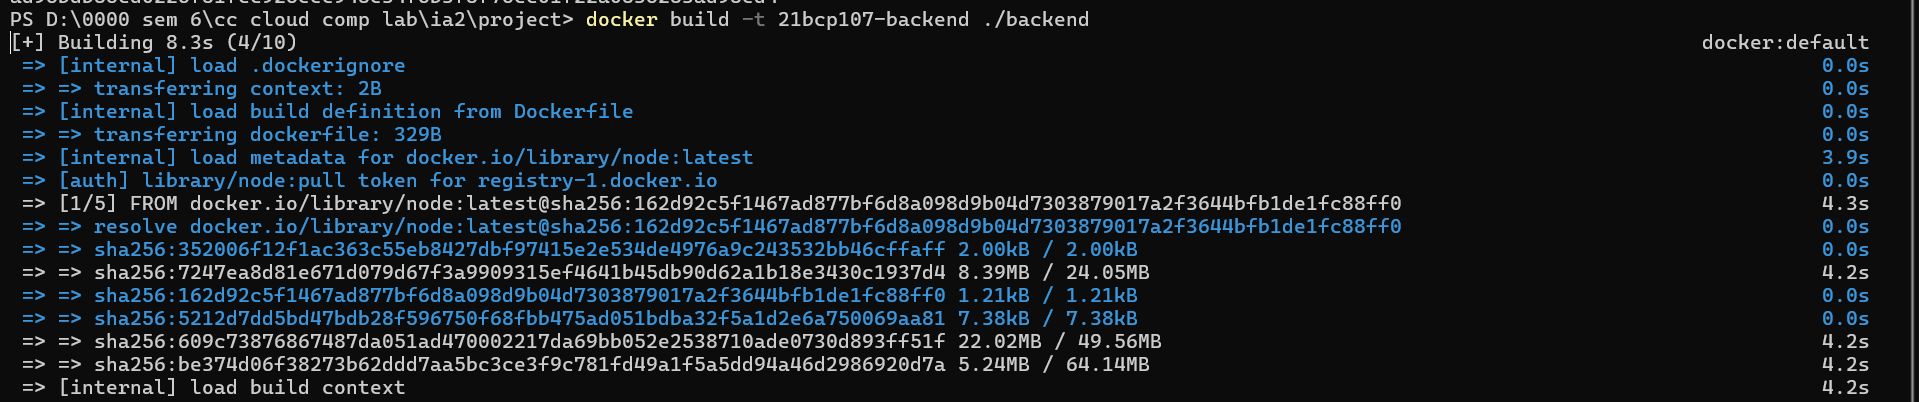 PS D:\0000 sem 6\cc cloud comp lab\ia2\project> docker build -t 21bcp107-backend ./backend
[+] Building 8.3s (4/10) docker:default
=> [internal] load .dockerignore 0.0s
=> => transferring context: 2B 0.0s
=> [internal] load build definition from Dockerfile 0.0s
=> => transferring dockerfile: 329B 0.0s
=> [internal] load metadata for docker.io/library/node:latest 3.9s
=> [auth] library/node:pull token for registry-1.docker.io 0.0s
=> [1/5] FROM docker.io/library/node:latest@sha256:162d92c5f1467ad877bf6d8a098d9b04d7303879017a2f3644bfb1de1fc88ff0 4.3s
=> => resolve docker.io/library/node:latest@sha256:162d92c5f1467ad877bf6d8a098d9b04d7303879017a2f3644bfb1de1fc88ff0 0.0s
=> => sha256:352006f12f1ac363c55eb8427dbf97415e2e534de4976a9c243532bb46cffaff 2.00kB / 2.00kB 0.0s
=> => sha256:7247ea8d81e671d079d67f3a9909315ef4641b45db90d62a1b18e3430c1937d4 8.39MB / 24.05MB 4.2s
=> => sha256:162d92c5f1467ad877bf6d8a098d9b04d7303879017a2f3644bfb1de1fc88ff0 1.21kB / 1.21kB 0.0s
=> => sha256:5212d7dd5bd47bdb28f596750f68fbb475ad051bdba32f5a1d2e6a750069aa81 7.38kB / 7.38kB 0.0s
=> => sha256:609c73876867487da051ad470002217da69bb052e2538710ade0730d893ff51f 22.02MB / 49.56MB 4.2s
=> => sha256:be374d06f38273b62ddd7aa5bc3ce3f9c781fd49a1f5a5dd94a46d2986920d7a 5.24MB / 64.14MB 4.2s
=> [internal] load build context 4.2s